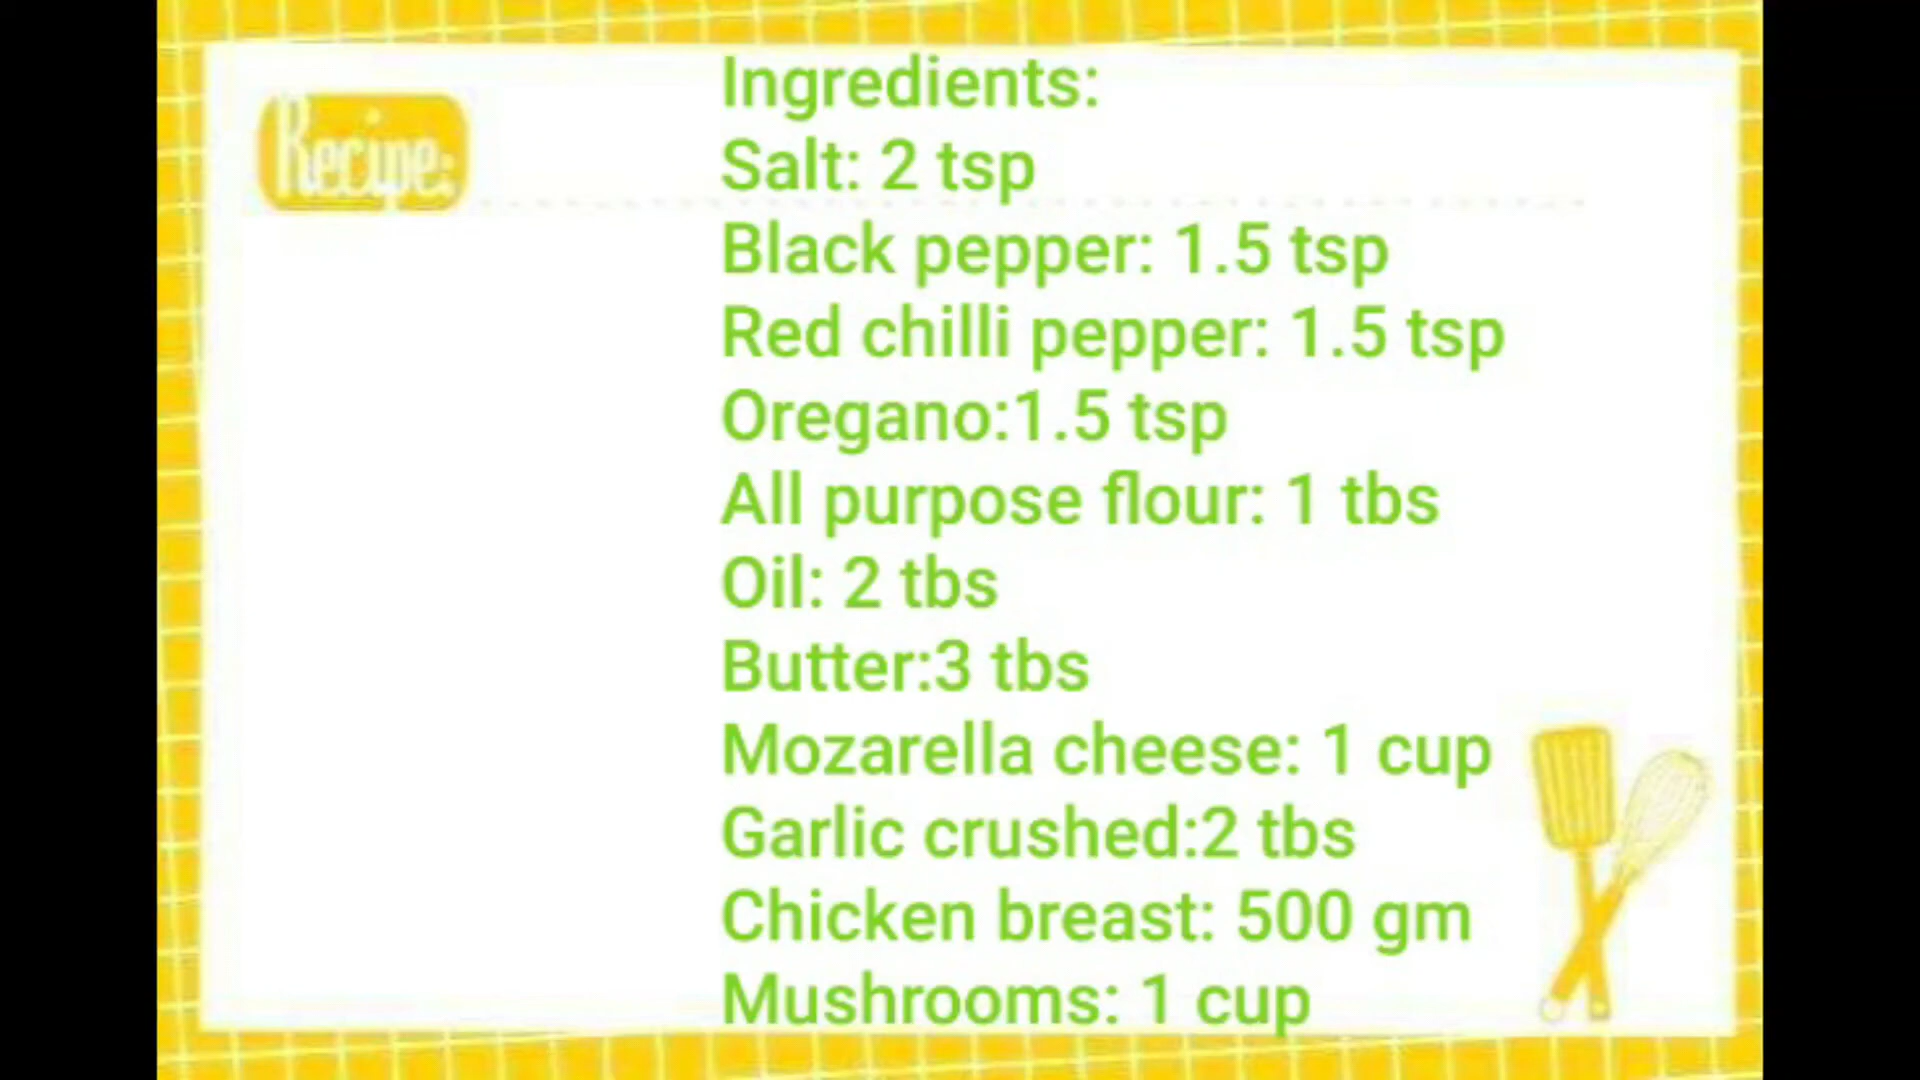 Recipe:
Ingredients:
Salt: 2 tsp
Black pepper: 1.5 tsp
Red chilli pepper: 1.5 tsp
Oregano:1.5 tsp
All purpose flour: 1 tbs
Oil: 2 tbs
Butter:3 tbs
Mozarella cheese: 1 cup
Garlic crushed:2 tbs
Chicken breast: 500 gm
Mushrooms: 1 cup